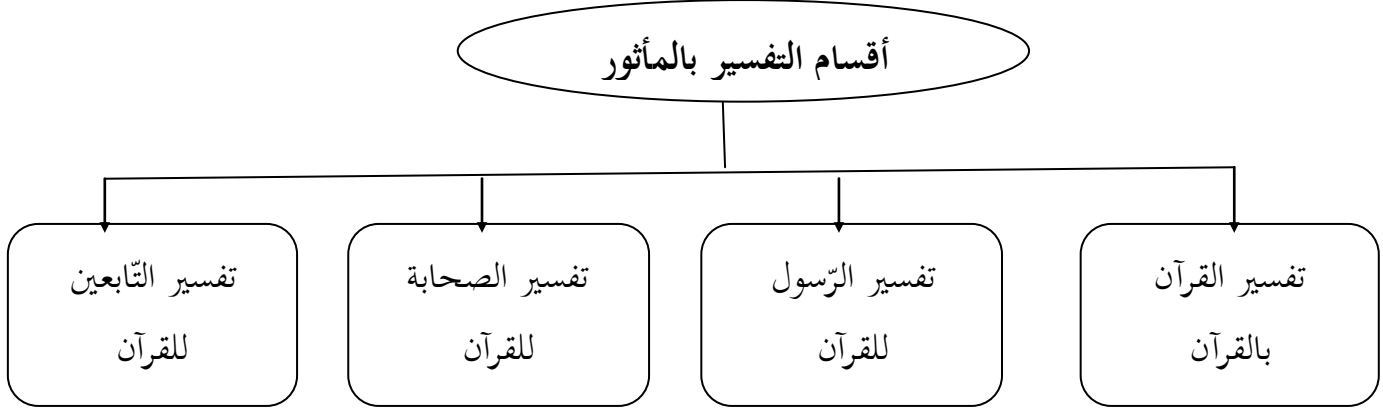 أقسام التفسير بالمأثور
تفسير القرآن
بالقرآن
تفسير الرّسول
للقرآن
تفسير الصحابة
للقرآن
تفسير التّابعين
للقرآن